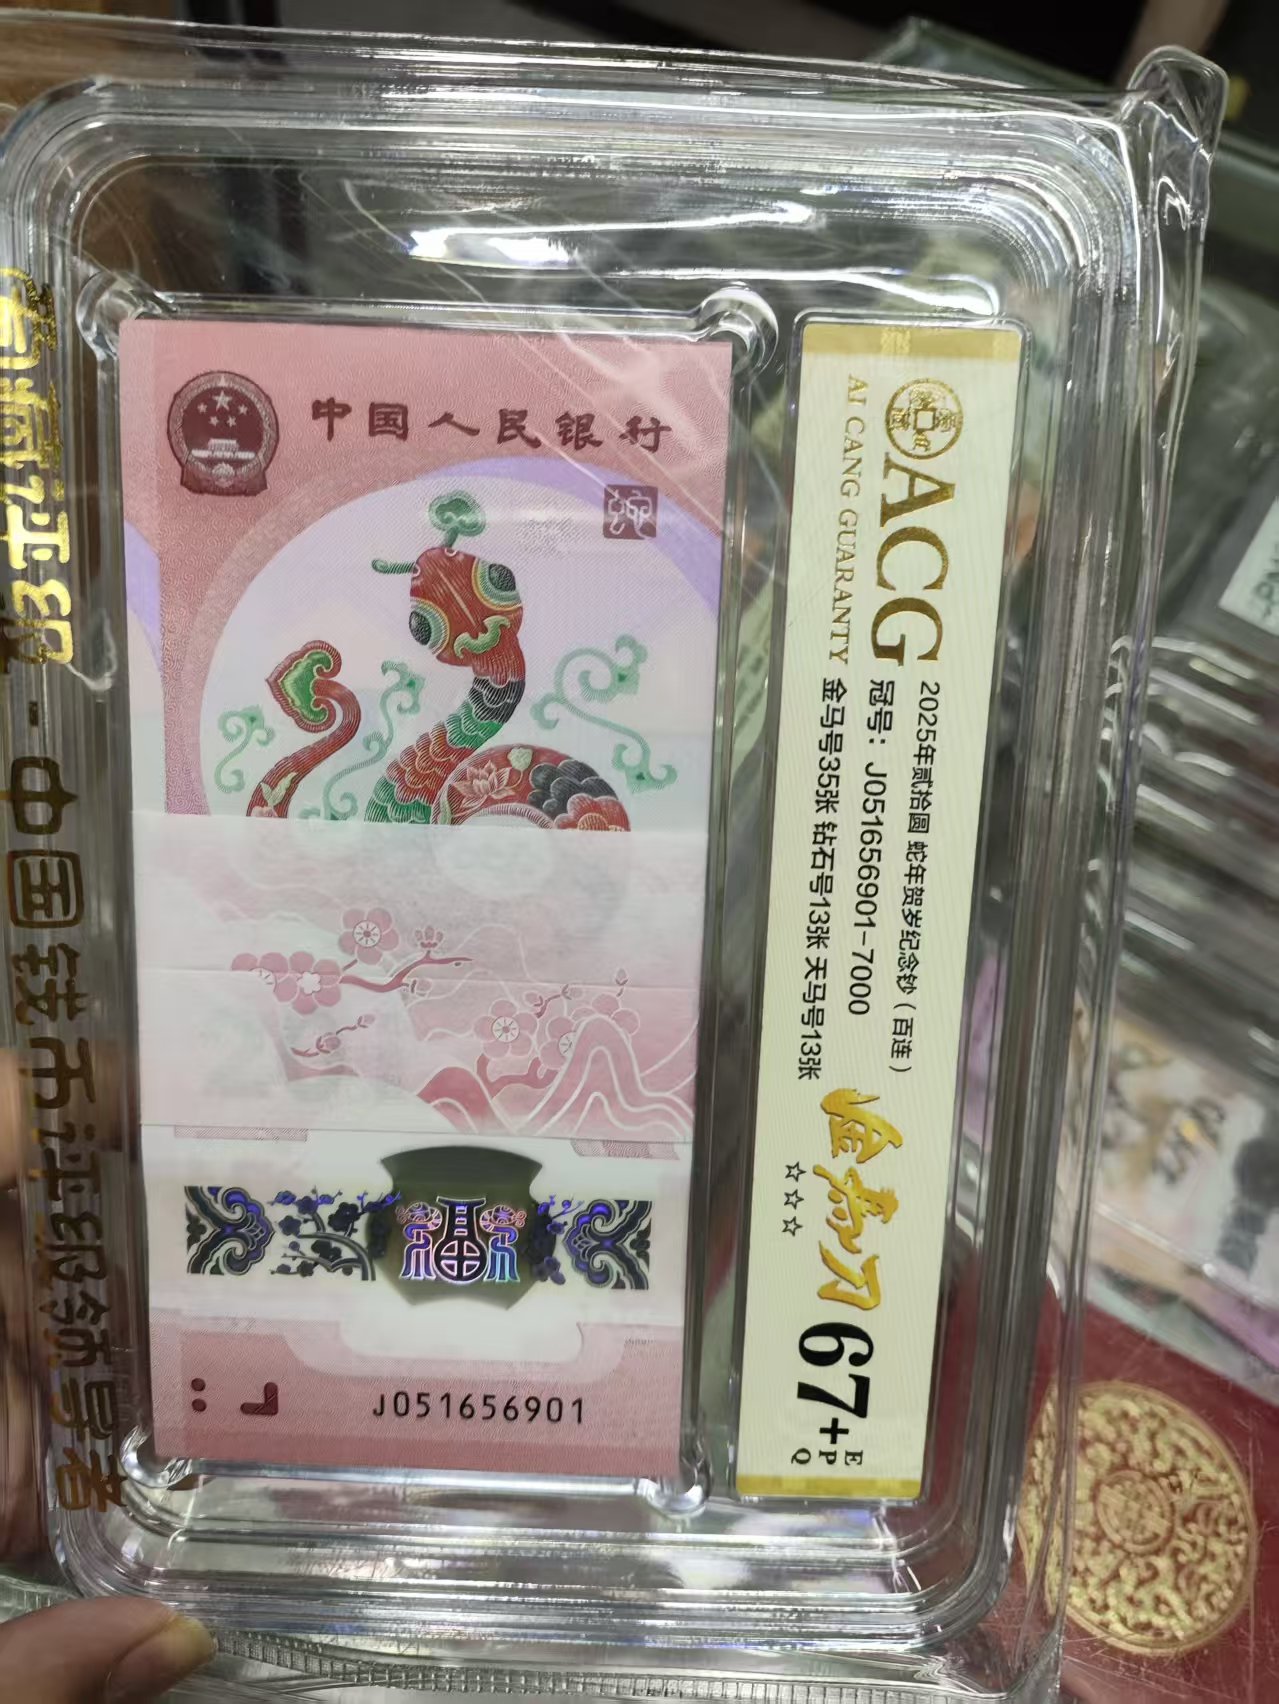 中国人民银行
J051656901
ACG
AI CANG GUARANTY
2025年贰拾圆 蛇年贺岁纪念钞（百连）
冠号：J051656901-7000
金马号35张 钻石号13张 天马号13张
☆☆☆
67+
EPQ
中国钱币证郵领导者